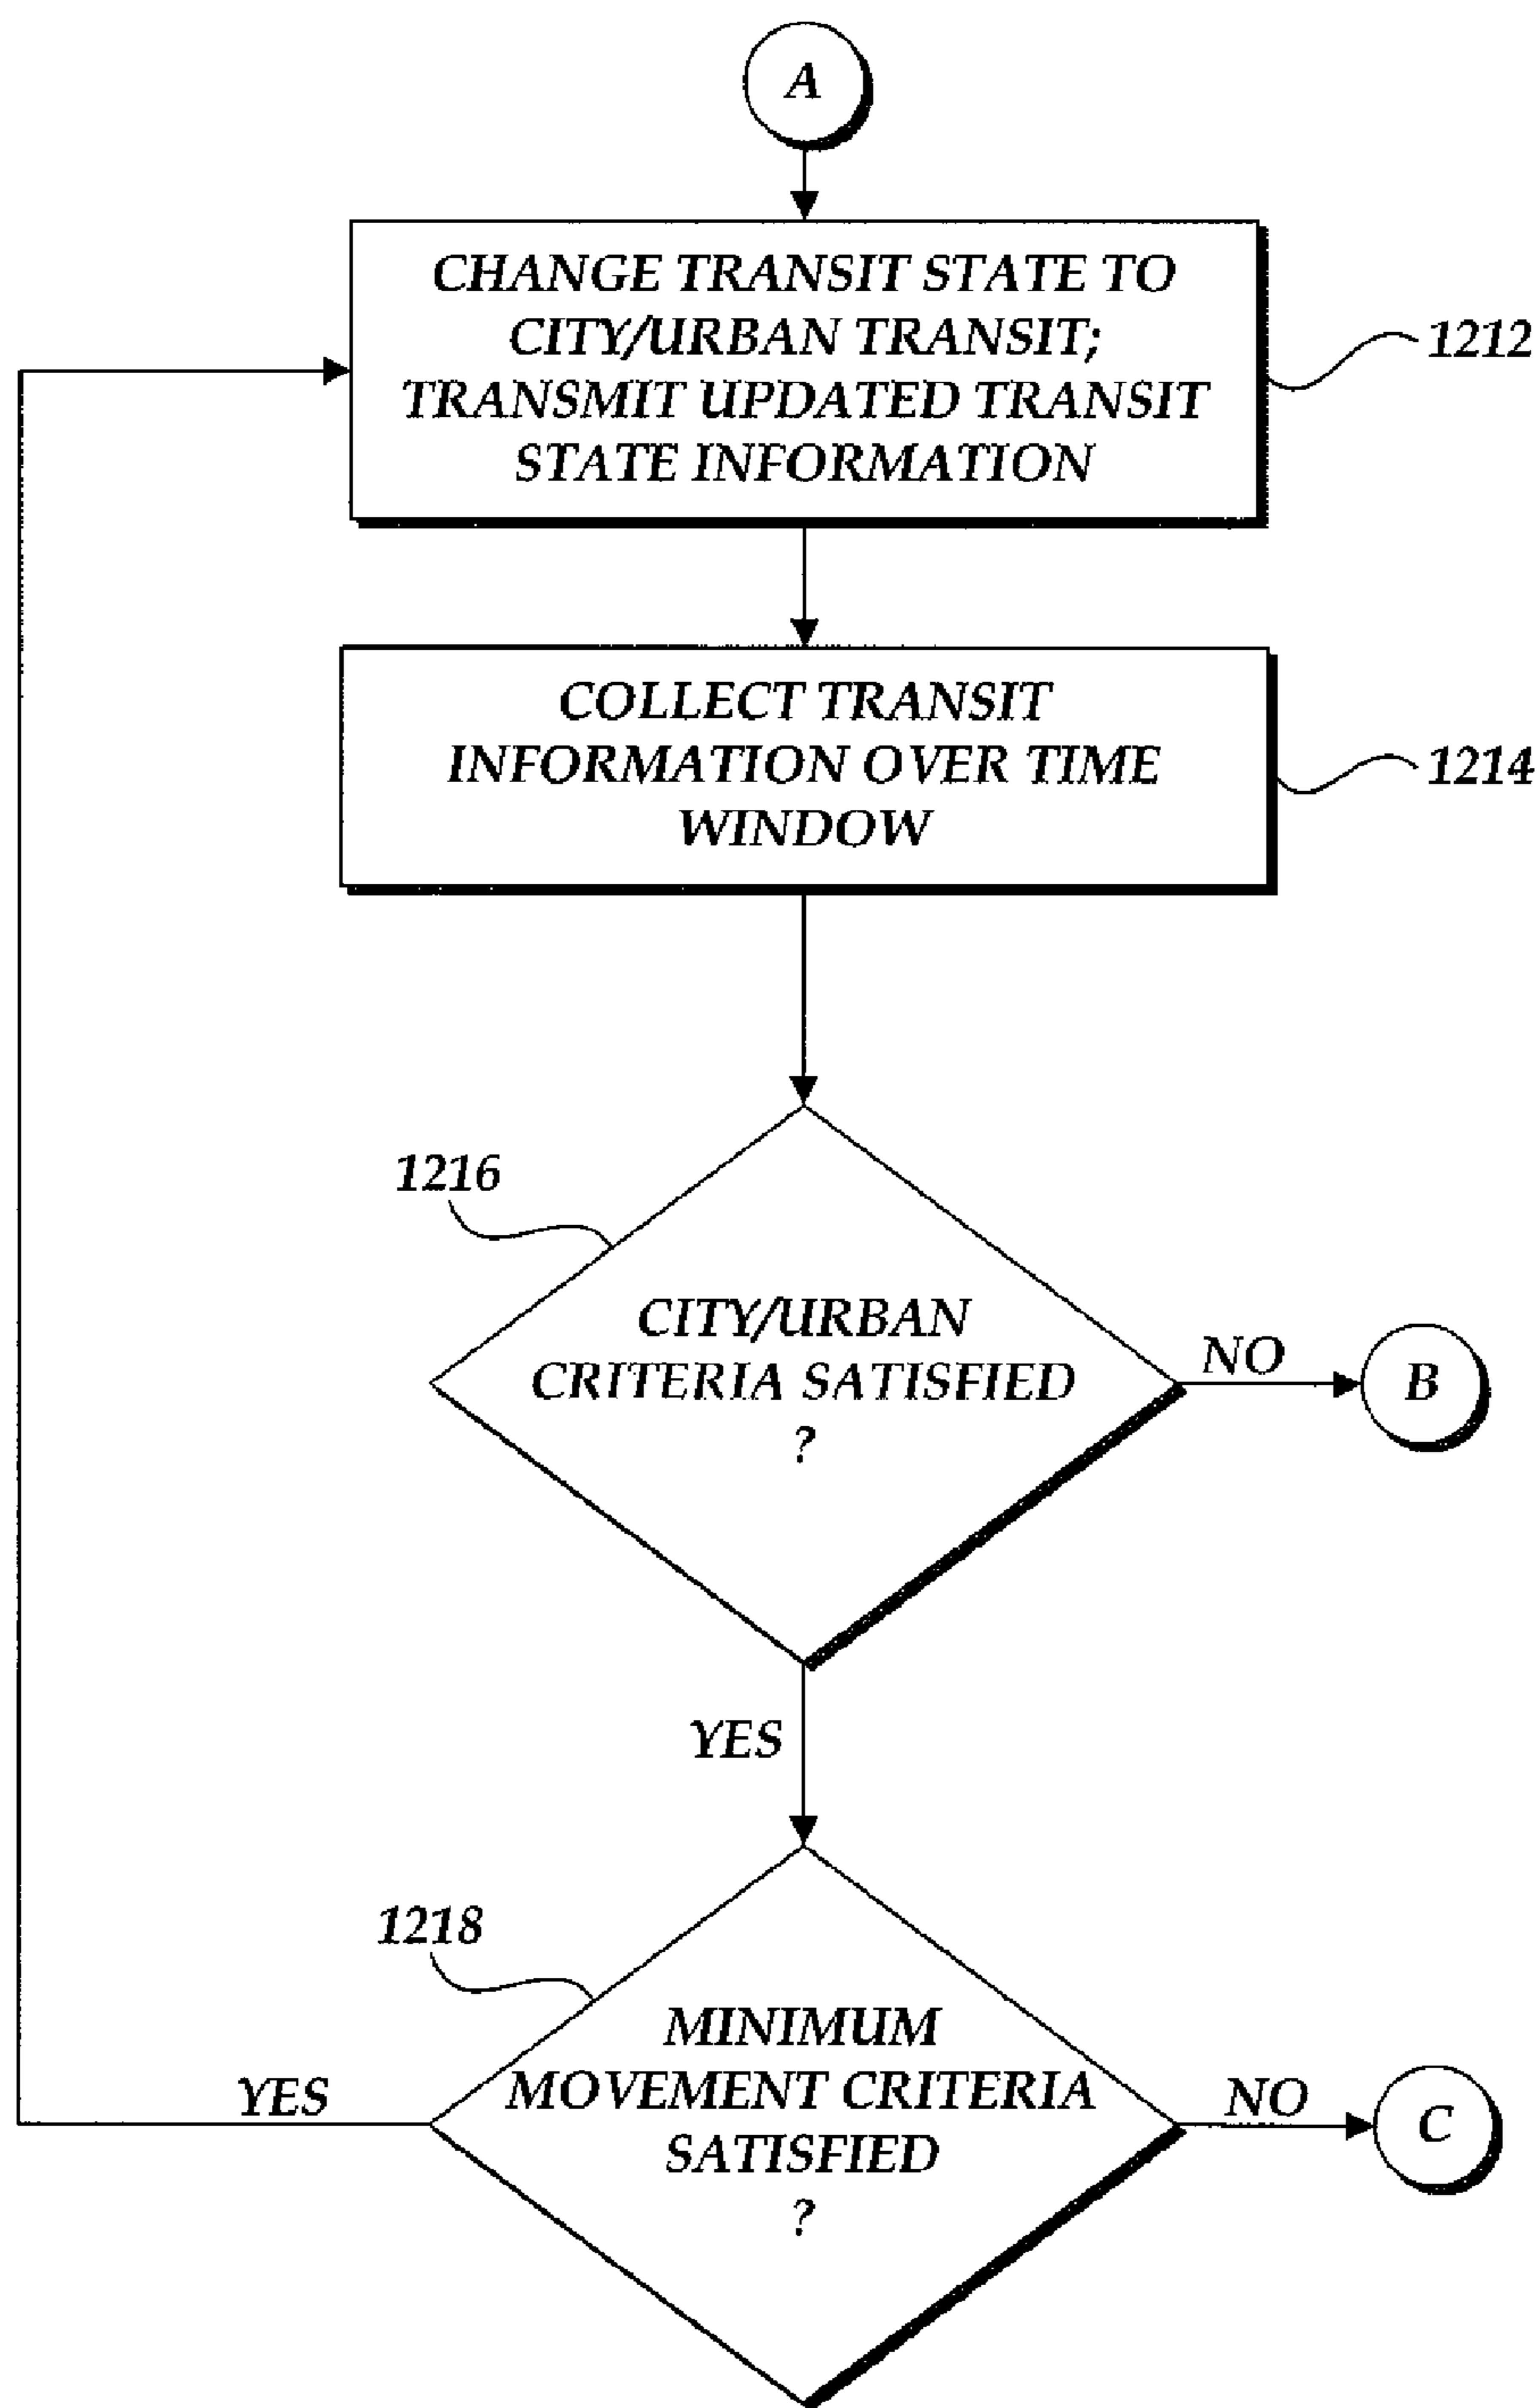 A
CHANGE TRANSIT STATE TO
CITY/URBAN TRANSIT;
TRANSMIT UPDATED TRANSIT
STATE INFORMATION
1212
COLLECT TRANSIT
INFORMATION OVER TIME
WINDOW
1214
1216
CITY/URBAN
CRITERIA SATISFIED
?
NO
B
YES
1218
MINIMUM
MOVEMENT CRITERIA
SATISFIED
?
YES
NO
C